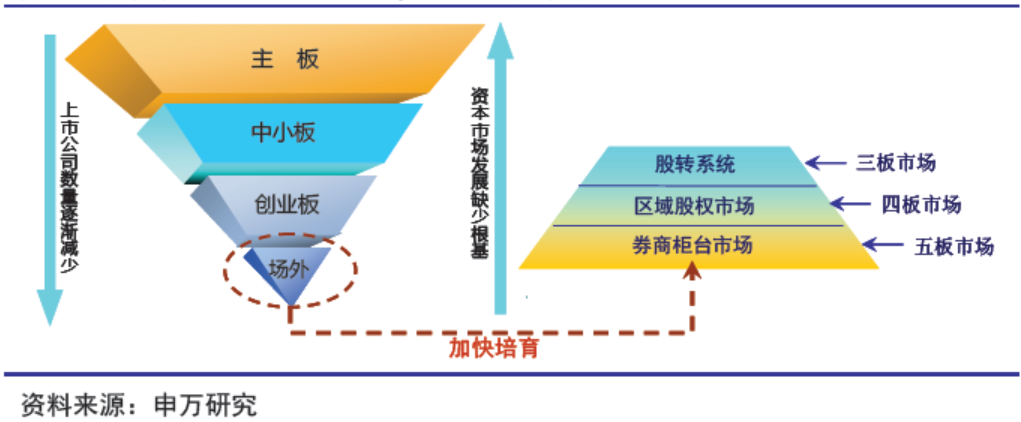 主 板
中小板
创业板
场外
上市公司数量逐渐减少
资本市场发展缺少根基
股转系统
三板市场
区域股权市场
四板市场
券商柜台市场
五板市场
加快培育
资料来源：申万研究